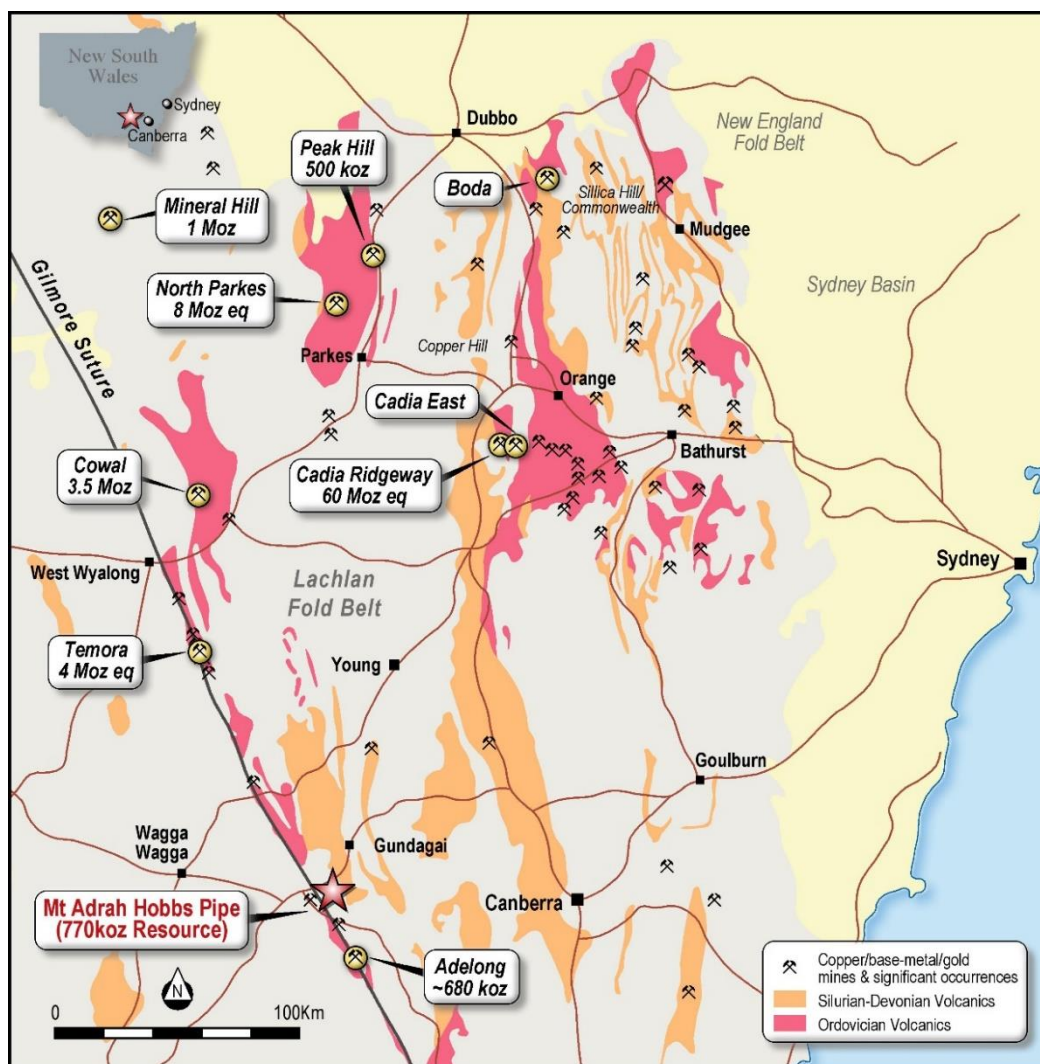 New South
Wales
Sydney
Canberra
Dubbo
New England
Fold Belt
Peak Hill
500 koz
Boda
Sillica Hill/
Commonwealth
Mineral Hill
1 Moz
Mudgee
Gilmore Suture
North Parkes
8 Moz eq
Sydney Basin
Parkes
Copper Hill
Orange
Cadia East
Bathurst
Cowal
3.5 Moz
Cadia Ridgeway
60 Moz eq
West Wyalong
Sydney
Lachlan
Fold Belt
Temora
4 Moz eq
Young
Goulburn
Wagga
Wagga
Gundagai
Canberra
Mt Adrah Hobbs Pipe
(770koz Resource)
Adelong
~680 koz
N
0 100Km
Copper/base-metal/gold
mines & significant occurrences
Silurian-Devonian Volcanics
Ordovician Volcanics